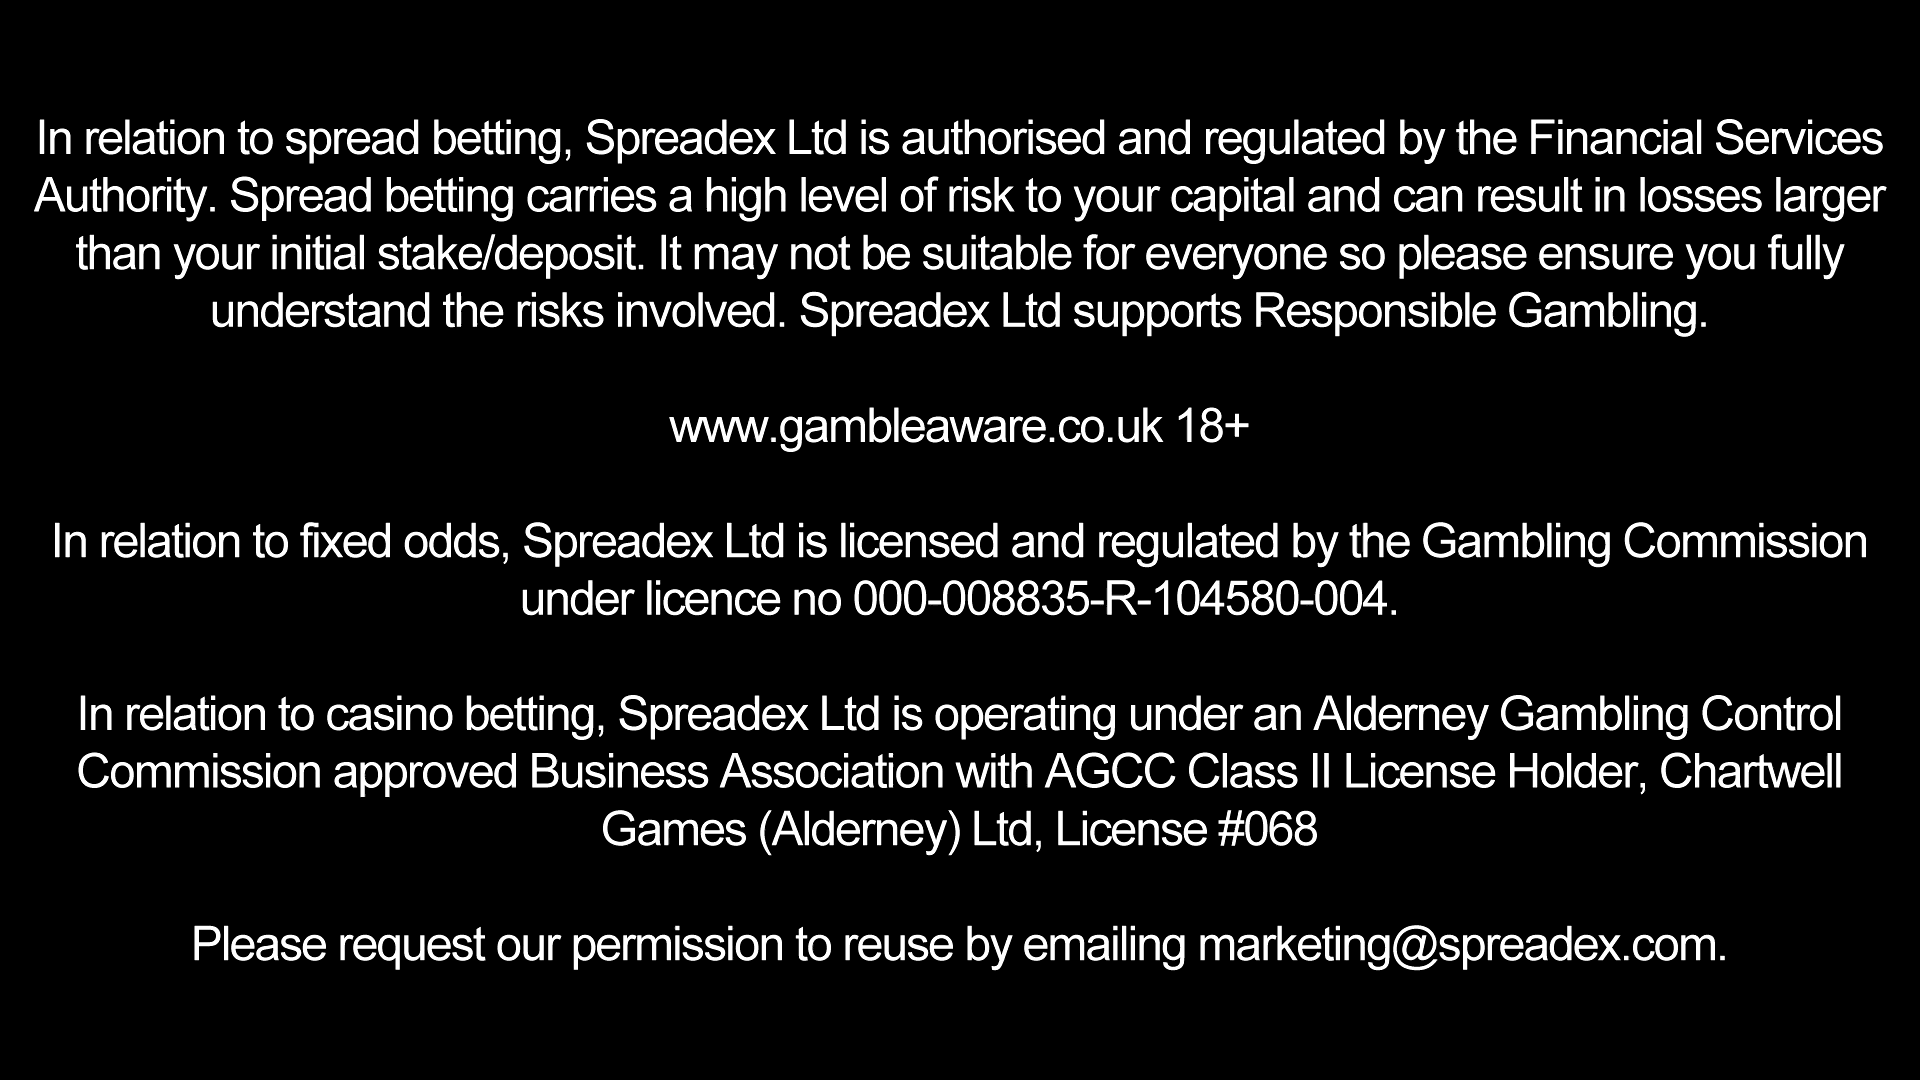 In relation to spread betting, Spreadex Ltd is authorised and regulated by the Financial Services
Authority. Spread betting carries a high level of risk to your capital and can result in losses larger
than your initial stake/deposit. It may not be suitable for everyone so please ensure you fully
understand the risks involved. Spreadex Ltd supports Responsible Gambling.
www.gambleaware.co.uk 18+
In relation to fixed odds, Spreadex Ltd is licensed and regulated by the Gambling Commission
under licence no 000-008835-R-104580-004.
In relation to casino betting, Spreadex Ltd is operating under an Alderney Gambling Control
Commission approved Business Association with AGCC Class II License Holder, Chartwell
Games (Alderney) Ltd, License #068
Please request our permission to reuse by emailing marketing@spreadex.com.